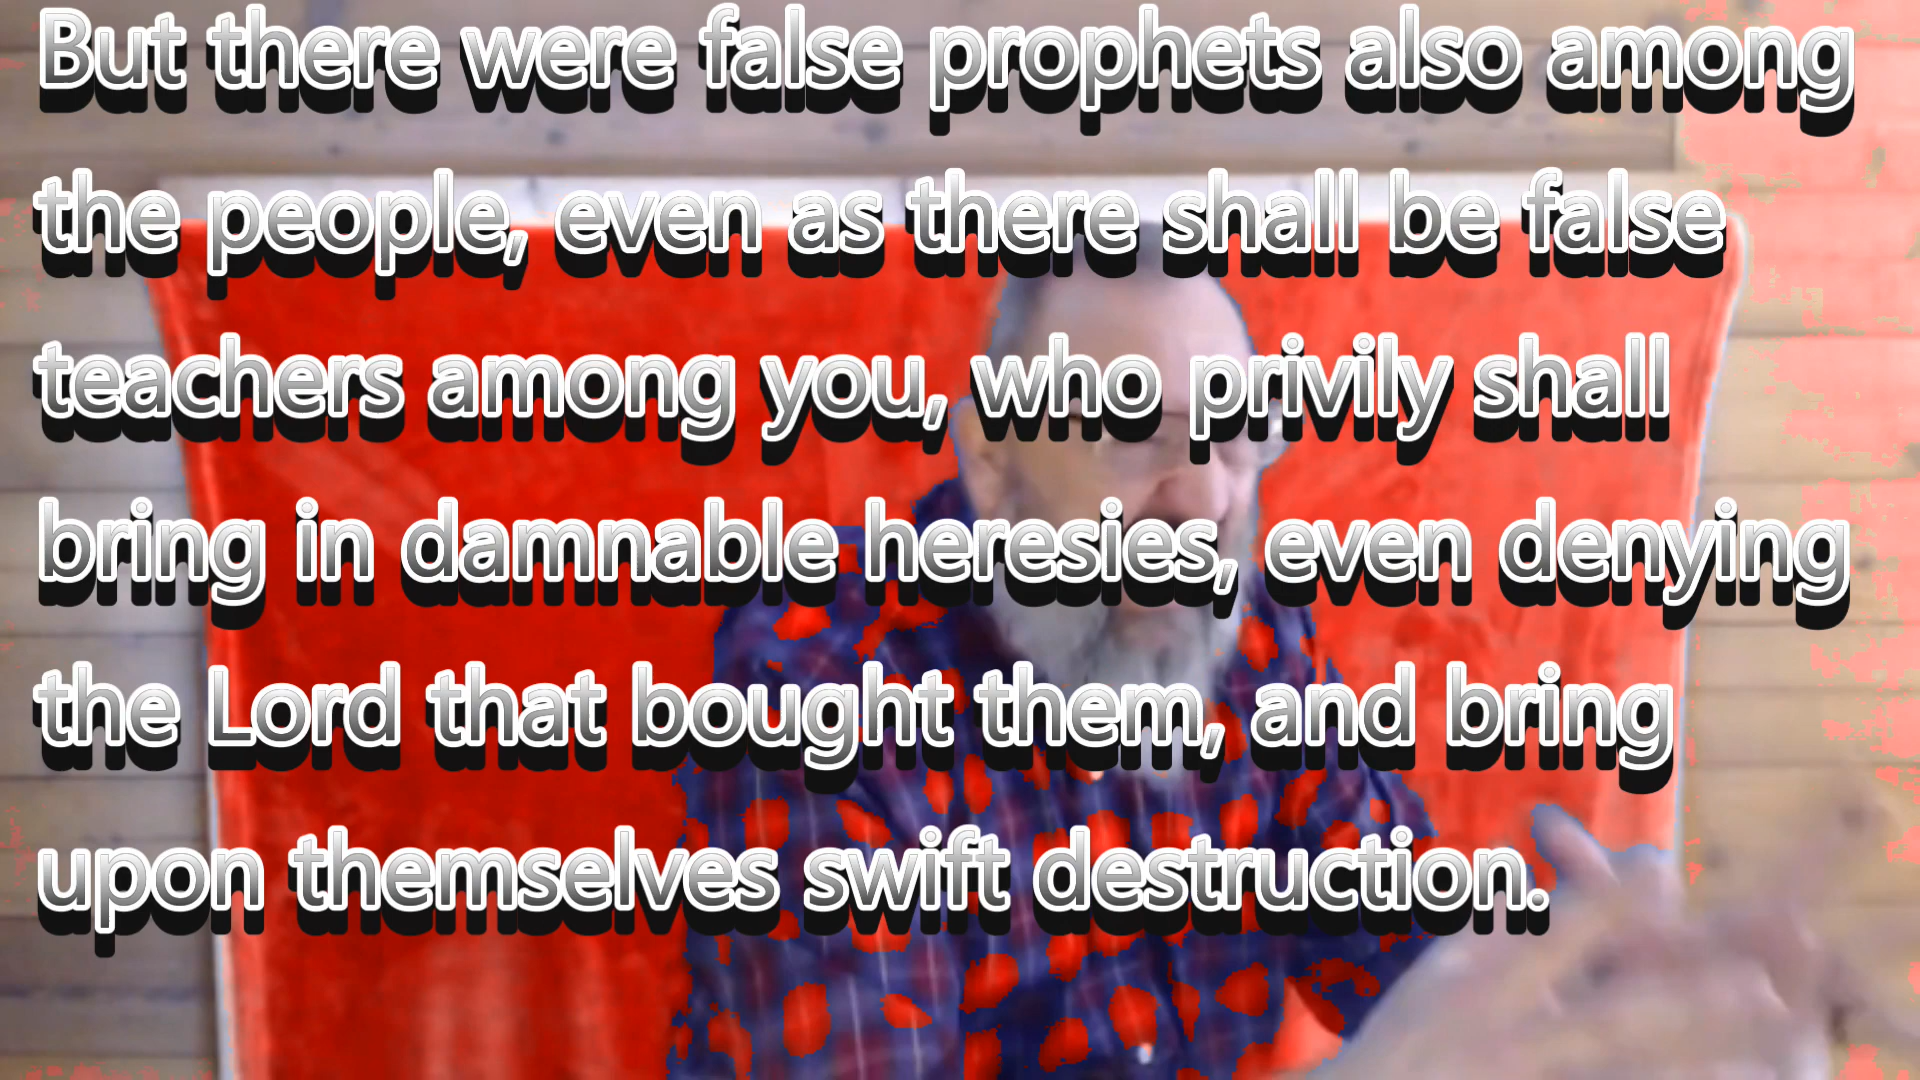 But there were false prophets also among
the people, even as there shall be false
teachers among you, who privily shall
bring in damnable heresies, even denying
the Lord that bought them, and bring
upon themselves swift destruction.